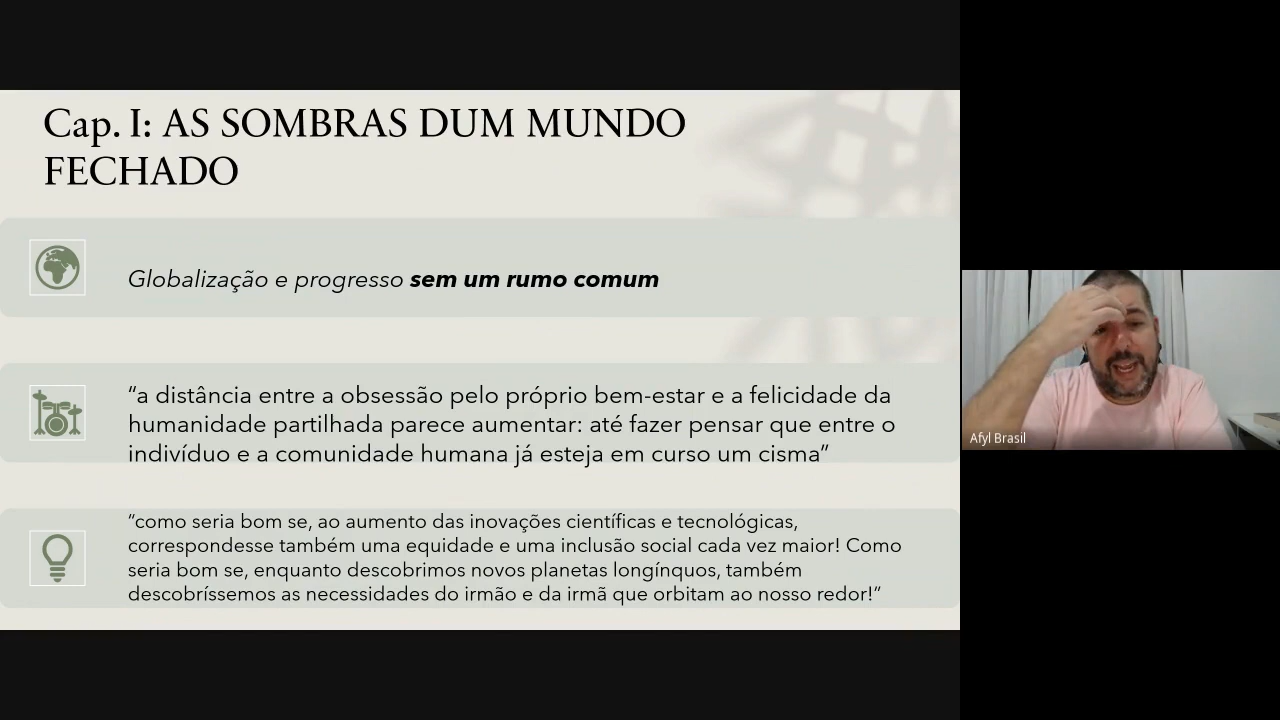 Cap. I: AS SOMBRAS DUM MUNDO
FECHADO
Globalização e progresso sem um rumo comum
“a distância entre a obsessão pelo próprio bem-estar e a felicidade da
humanidade partilhada parece aumentar: até fazer pensar que entre o
indivíduo e a comunidade humana já esteja em curso um cisma”
“como seria bom se, ao aumento das inovações científicas e tecnológicas,
correspondesse também uma equidade e uma inclusão social cada vez maior! Como
seria bom se, enquanto descobrimos novos planetas longínquos, também
descobríssemos as necessidades do irmão e da irmã que orbitam ao nosso redor!”
Afyl Brasil